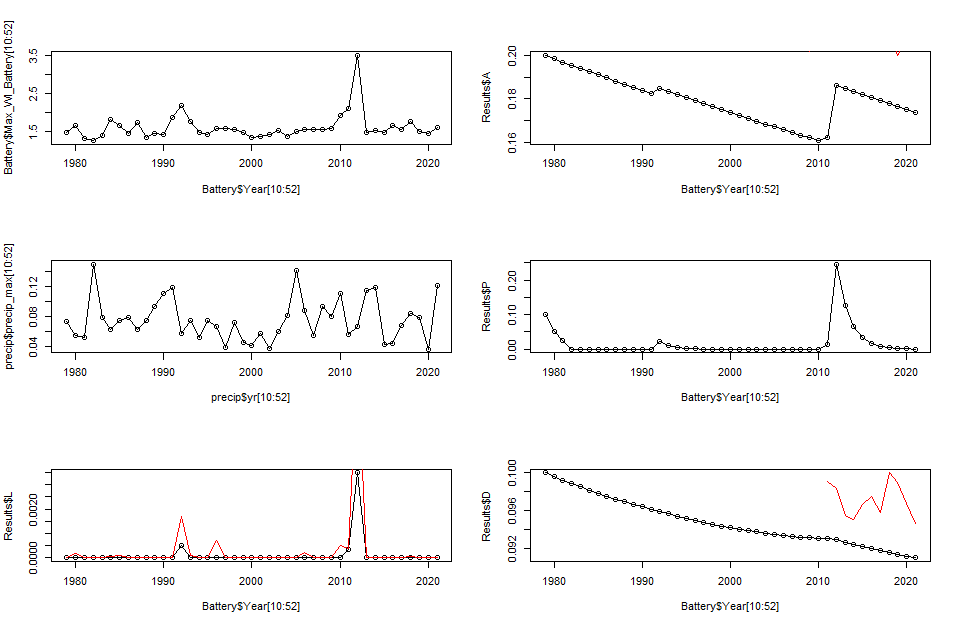 Battery$Max_WI_Battery[10:52]
1.5 2.5 3.5
1980 1990 2000 2010 2020
Battery$Year[10:52]
Results$A
0.16 0.18 0.20
1980 1990 2000 2010 2020
Battery$Year[10:52]
precip$precip_max[10:52]
0.04 0.08 0.12
1980 1990 2000 2010 2020
precip$yr[10:52]
Results$P
0.00 0.10 0.20
1980 1990 2000 2010 2020
Battery$Year[10:52]
Results$L
0.0000 0.0020
1980 1990 2000 2010 2020
Battery$Year[10:52]
Results$D
0.092 0.096 0.100
1980 1990 2000 2010 2020
Battery$Year[10:52]